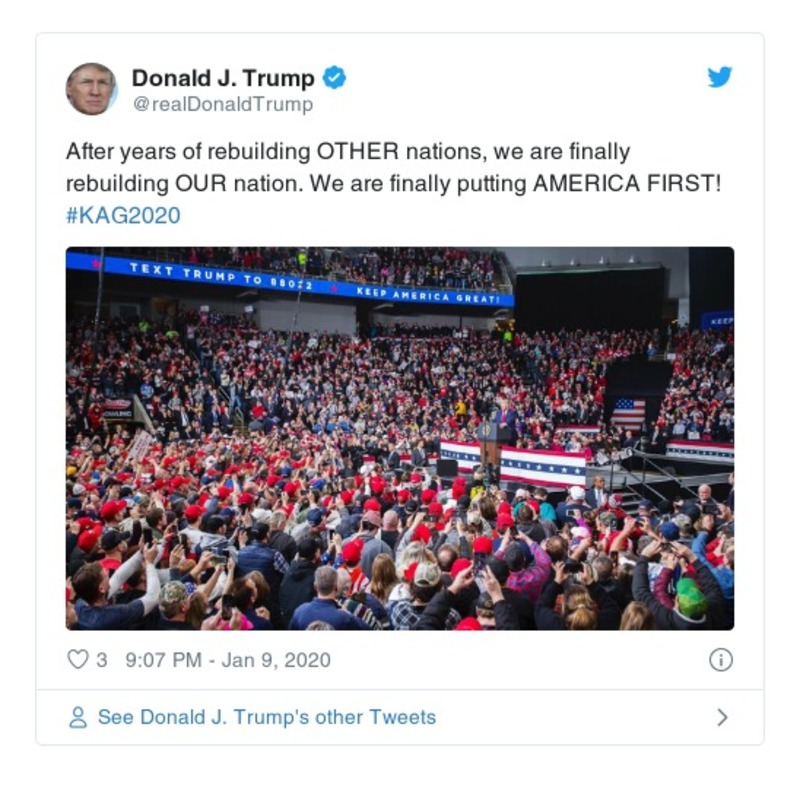 Donald J. Trump
@realDonaldTrump
After years of rebuilding OTHER nations, we are finally
rebuilding OUR nation. We are finally putting AMERICA FIRST!
#KAG2020
TEXT TRUMP TO 88022
KEEP AMERICA GREAT!
KEEP
3 9:07 PM - Jan 9, 2020
See Donald J. Trump's other Tweets